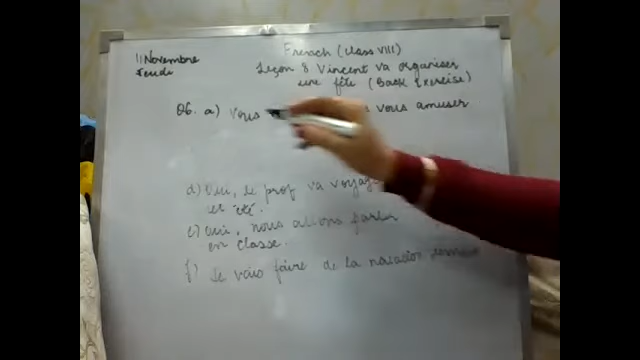 11 Novembre
Jeudi
French (Class VIII)
Leçon 8 Vincent va organiser
une fête (Back Exercise)
Q6. a) Vous vous amuser
d) Oui, le prof va
en été.
e) Oui, nous allons parler
en classe.
f) Je vais faire de la natation